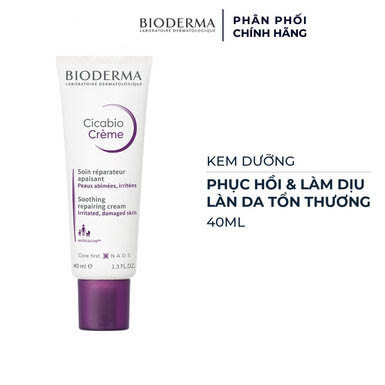 BIODERMA
LABORATOIRE DERMATOLOGIQUE
PHÂN PHỐI
CHÍNH HÃNG
BIODERMA
LABORATOIRE DERMATOLOGIQUE
Cicabio
Crème
Soin réparateur
apaisant
Peaux abîmées, irritées
Soothing
repairing cream
Irritated, damaged skin
ANTALGICINE™
Care first. NAOS
40 ml e 1.3 FL.OZ.
KEM DƯỠNG
PHỤC HỒI & LÀM DỊU
LÀN DA TỔN THƯƠNG
40ML